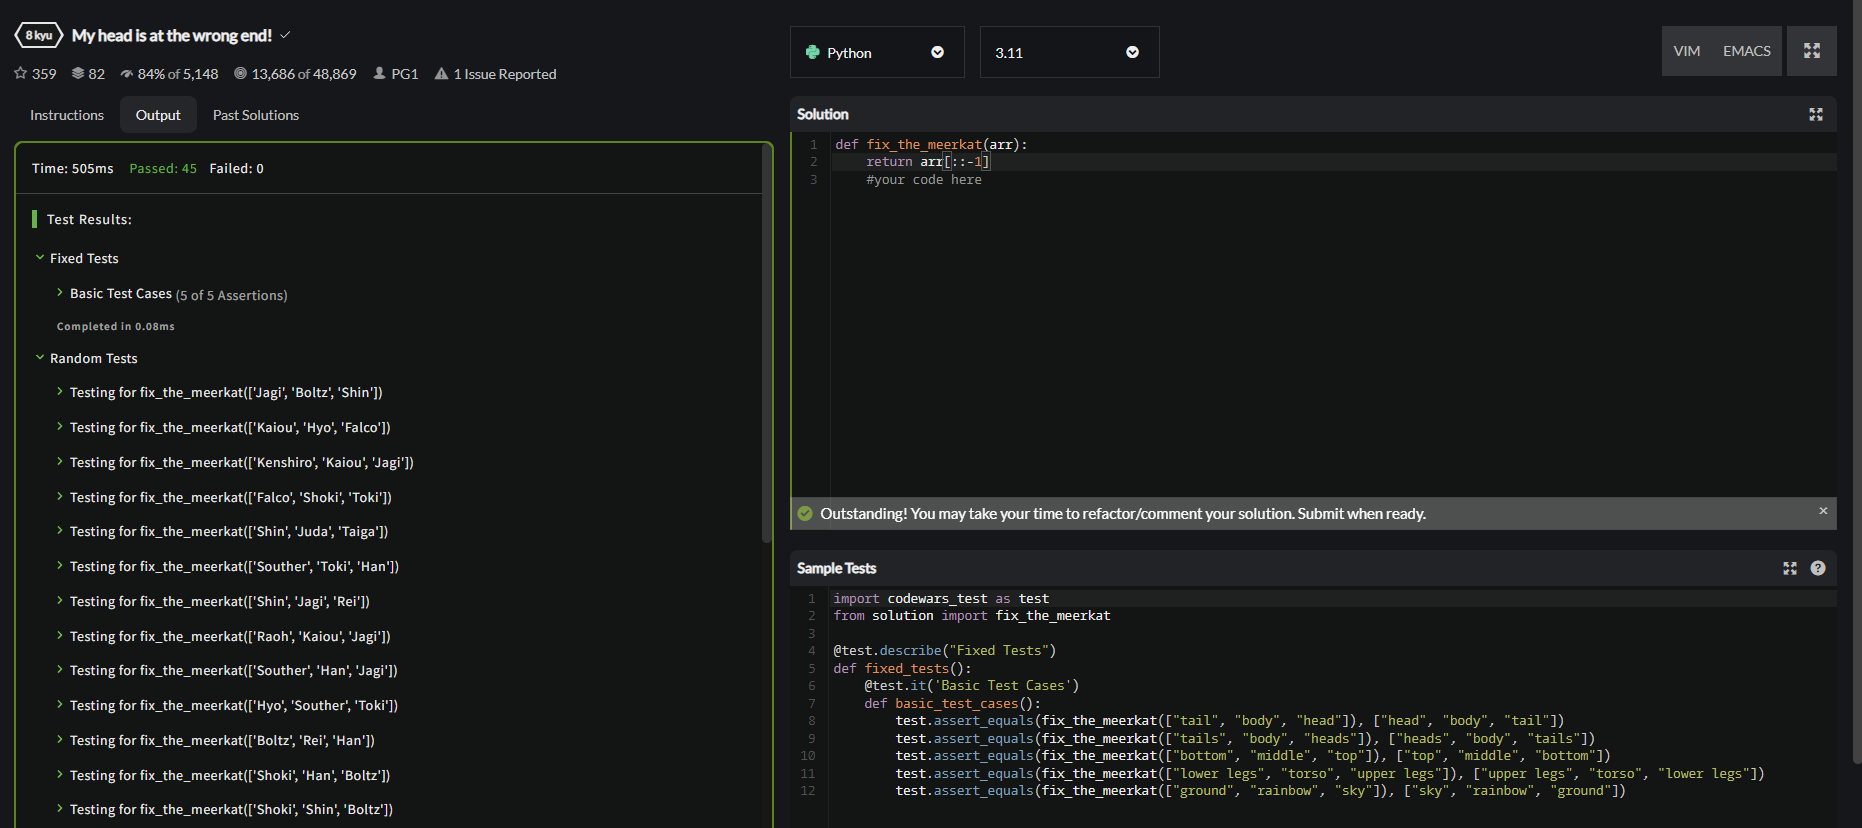 8 kyu My head is at the wrong end!
359 82 84% of 5,148 13,686 of 48,869 PG1 1 Issue Reported
Instructions Output Past Solutions
Time: 505ms Passed: 45 Failed: 0
Test Results:
Fixed Tests
Basic Test Cases (5 of 5 Assertions)
Completed in 0.08ms
Random Tests
Testing for fix_the_meerkat(['Jagi', 'Boltz', 'Shin'])
Testing for fix_the_meerkat(['Kaiou', 'Hyo', 'Falco'])
Testing for fix_the_meerkat(['Kenshiro', 'Kaiou', 'Jagi'])
Testing for fix_the_meerkat(['Falco', 'Shoki', 'Toki'])
Testing for fix_the_meerkat(['Shin', 'Juda', 'Taiga'])
Testing for fix_the_meerkat(['Souther', 'Toki', 'Han'])
Testing for fix_the_meerkat(['Shin', 'Jagi', 'Rei'])
Testing for fix_the_meerkat(['Raoh', 'Kaiou', 'Jagi'])
Testing for fix_the_meerkat(['Souther', 'Han', 'Jagi'])
Testing for fix_the_meerkat(['Hyo', 'Souther', 'Toki'])
Testing for fix_the_meerkat(['Boltz', 'Rei', 'Han'])
Testing for fix_the_meerkat(['Shoki', 'Han', 'Boltz'])
Testing for fix_the_meerkat(['Shoki', 'Shin', 'Boltz'])
Python 3.11 VIM EMACS
Solution
1 def fix_the_meerkat(arr):
2     return arr[::-1]
3     #your code here
Outstanding! You may take your time to refactor/comment your solution. Submit when ready. ×
Sample Tests ?
1 import codewars_test as test
2 from solution import fix_the_meerkat
3
4 @test.describe("Fixed Tests")
5 def fixed_tests():
6     @test.it('Basic Test Cases')
7     def basic_test_cases():
8         test.assert_equals(fix_the_meerkat(["tail", "body", "head"]), ["head", "body", "tail"])
9         test.assert_equals(fix_the_meerkat(["tails", "body", "heads"]), ["heads", "body", "tails"])
10         test.assert_equals(fix_the_meerkat(["bottom", "middle", "top"]), ["top", "middle", "bottom"])
11         test.assert_equals(fix_the_meerkat(["lower legs", "torso", "upper legs"]), ["upper legs", "torso", "lower legs"])
12         test.assert_equals(fix_the_meerkat(["ground", "rainbow", "sky"]), ["sky", "rainbow", "ground"])